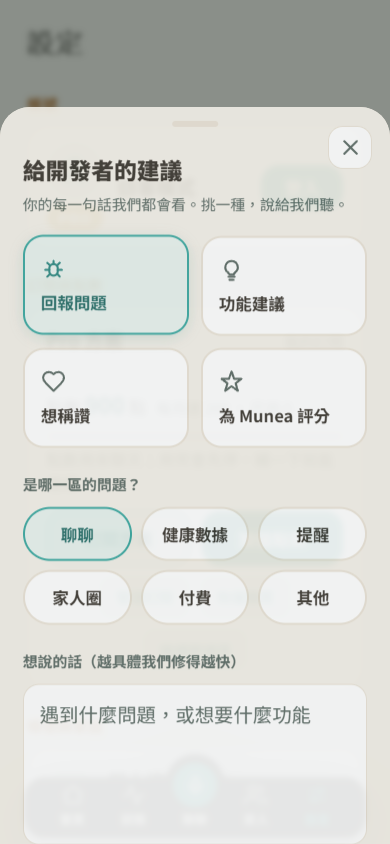 設定
給開發者的建議
你的每一句話我們都會看。挑一種，說給我們聽。
回報問題
功能建議
想稱讚
為 Munea 評分
是哪一區的問題？
聊聊
健康數據
提醒
家人圈
付費
其他
想說的話（越具體我們修得越快）
遇到什麼問題，或想要什麼功能